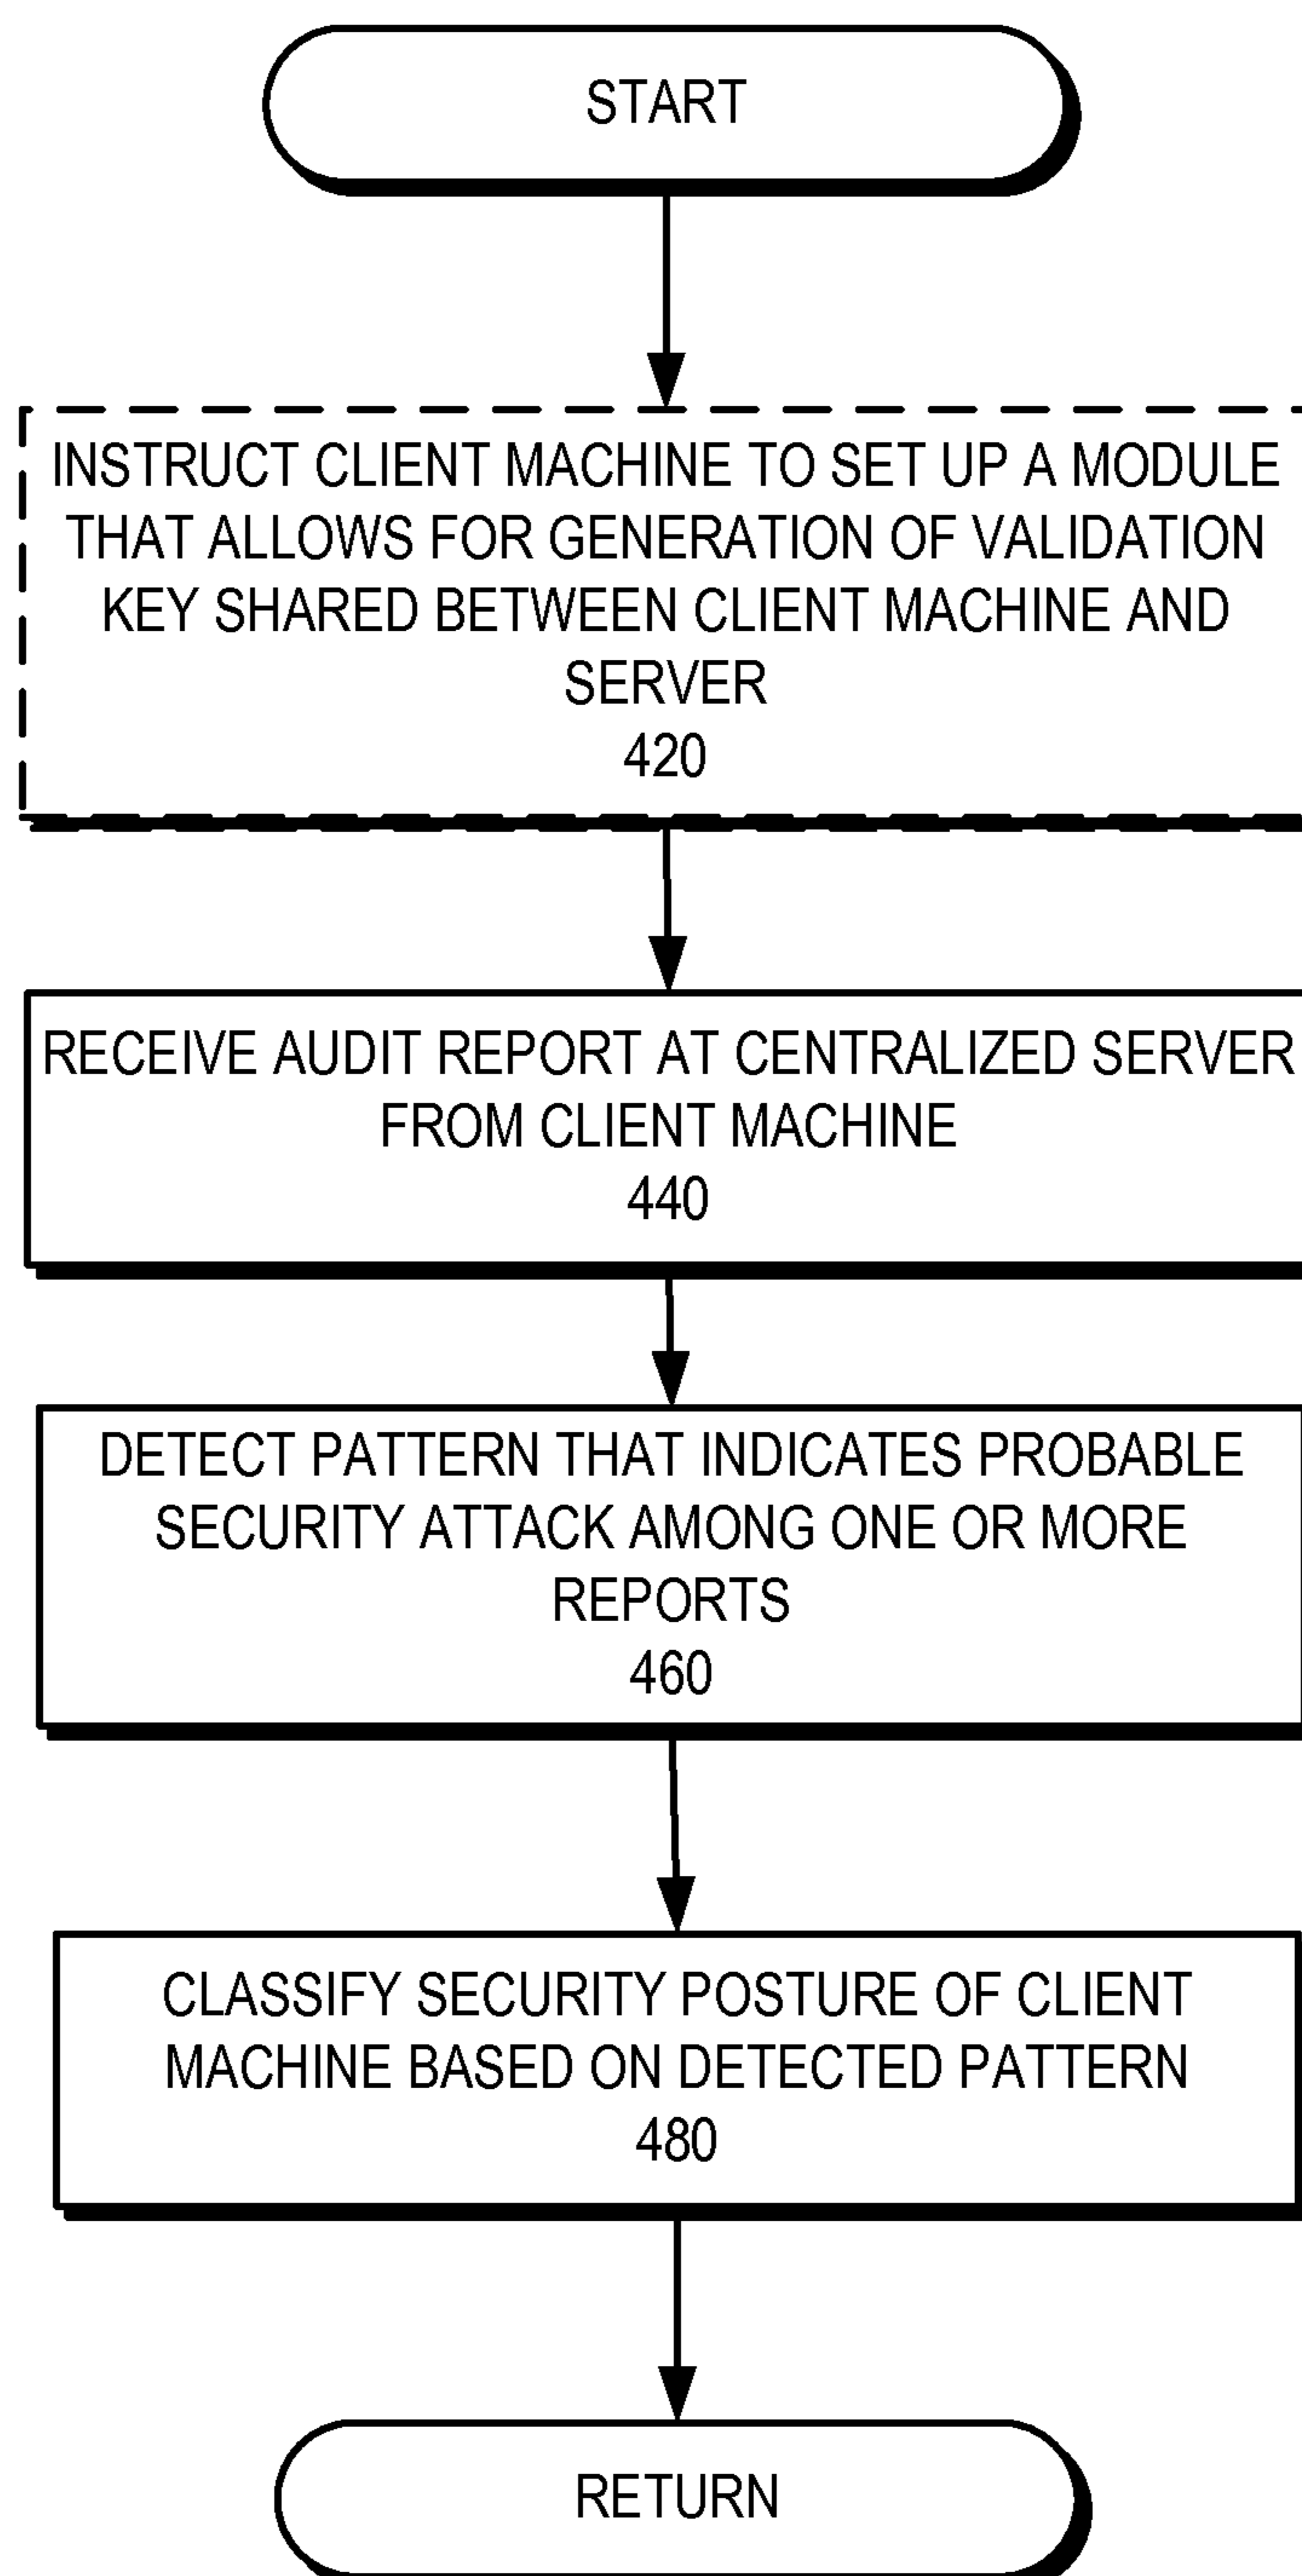 START
INSTRUCT CLIENT MACHINE TO SET UP A MODULE
THAT ALLOWS FOR GENERATION OF VALIDATION
KEY SHARED BETWEEN CLIENT MACHINE AND
SERVER
420
RECEIVE AUDIT REPORT AT CENTRALIZED SERVER
FROM CLIENT MACHINE
440
DETECT PATTERN THAT INDICATES PROBABLE
SECURITY ATTACK AMONG ONE OR MORE
REPORTS
460
CLASSIFY SECURITY POSTURE OF CLIENT
MACHINE BASED ON DETECTED PATTERN
480
RETURN